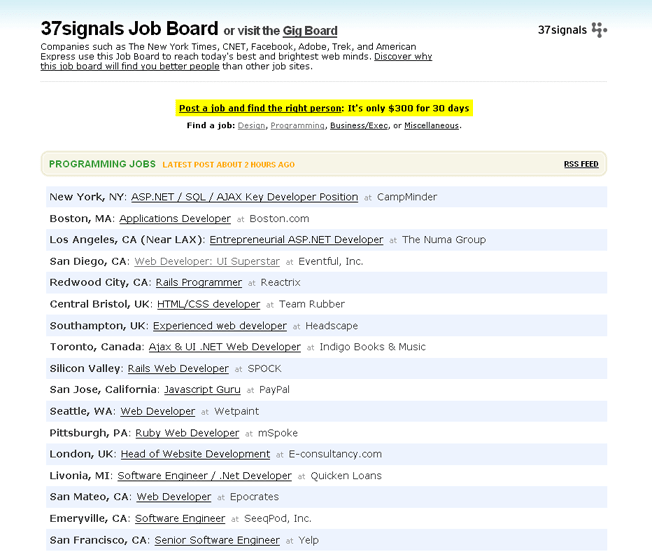 37signals Job Board or visit the Gig Board
37signals
Companies such as The New York Times, CNET, Facebook, Adobe, Trek, and American
Express use this Job Board to reach today's best and brightest web minds. Discover why
this job board will find you better people than other job sites.
Post a job and find the right person: It's only $300 for 30 days
Find a job: Design, Programming, Business/Exec, or Miscellaneous.
PROGRAMMING JOBS LATEST POST ABOUT 2 HOURS AGO RSS FEED
New York, NY: ASP.NET / SQL / AJAX Key Developer Position at CampMinder
Boston, MA: Applications Developer at Boston.com
Los Angeles, CA (Near LAX): Entrepreneurial ASP.NET Developer at The Numa Group
San Diego, CA: Web Developer: UI Superstar at Eventful, Inc.
Redwood City, CA: Rails Programmer at Reactrix
Central Bristol, UK: HTML/CSS developer at Team Rubber
Southampton, UK: Experienced web developer at Headscape
Toronto, Canada: Ajax & UI .NET Web Developer at Indigo Books & Music
Silicon Valley: Rails Web Developer at SPOCK
San Jose, California: Javascript Guru at PayPal
Seattle, WA: Web Developer at Wetpaint
Pittsburgh, PA: Ruby Web Developer at mSpoke
London, UK: Head of Website Development at E-consultancy.com
Livonia, MI: Software Engineer / .Net Developer at Quicken Loans
San Mateo, CA: Web Developer at Epocrates
Emeryville, CA: Software Engineer at SeeqPod, Inc.
San Francisco, CA: Senior Software Engineer at Yelp